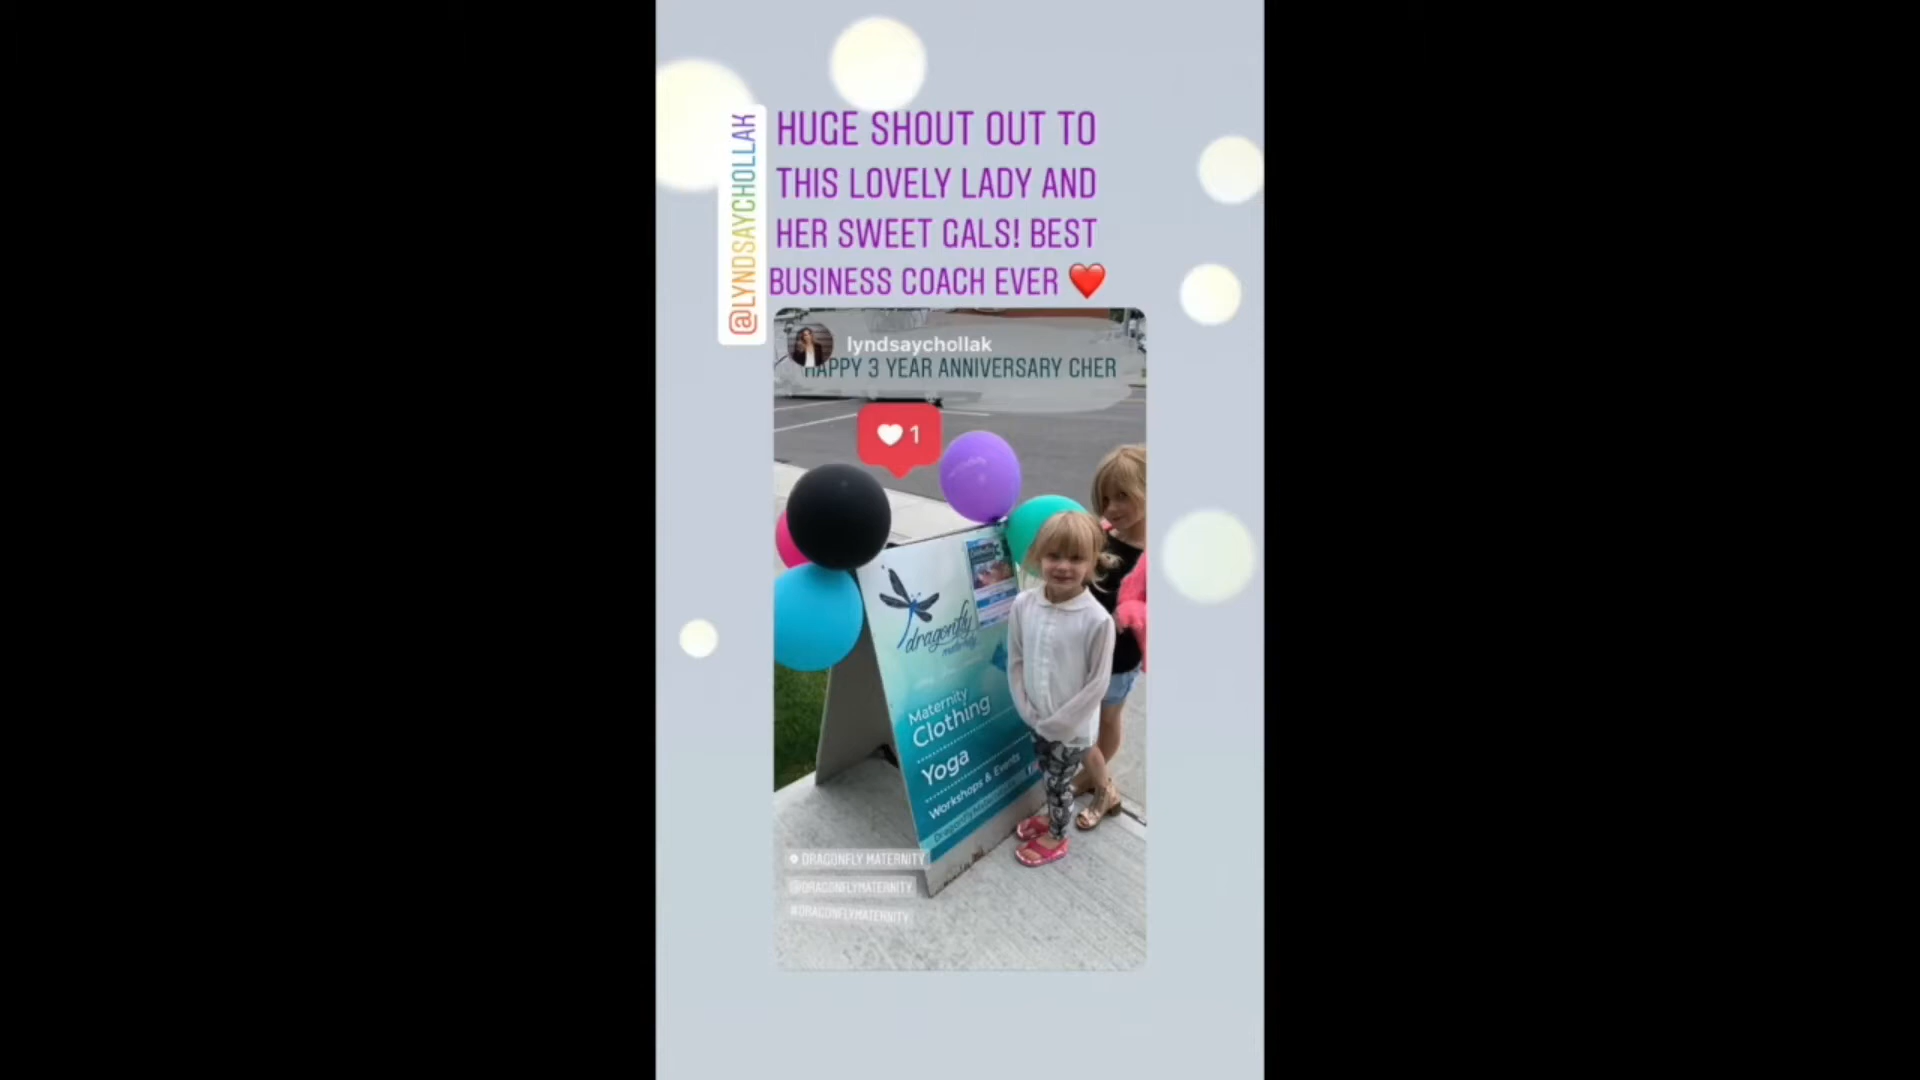 @LYNDSAYCHOLLAK
HUGE SHOUT OUT TO
THIS LOVELY LADY AND
HER SWEET GALS! BEST
BUSINESS COACH EVER ❤️
lyndsaychollak
HAPPY 3 YEAR ANNIVERSARY CHER
1
dragonfly
maternity
Maternity
Clothing
Yoga
Workshops & Events
DRAGONFLY MATERNITY
@DRAGONFLYMATERNITY
#DRAGONFLYMATERNITY